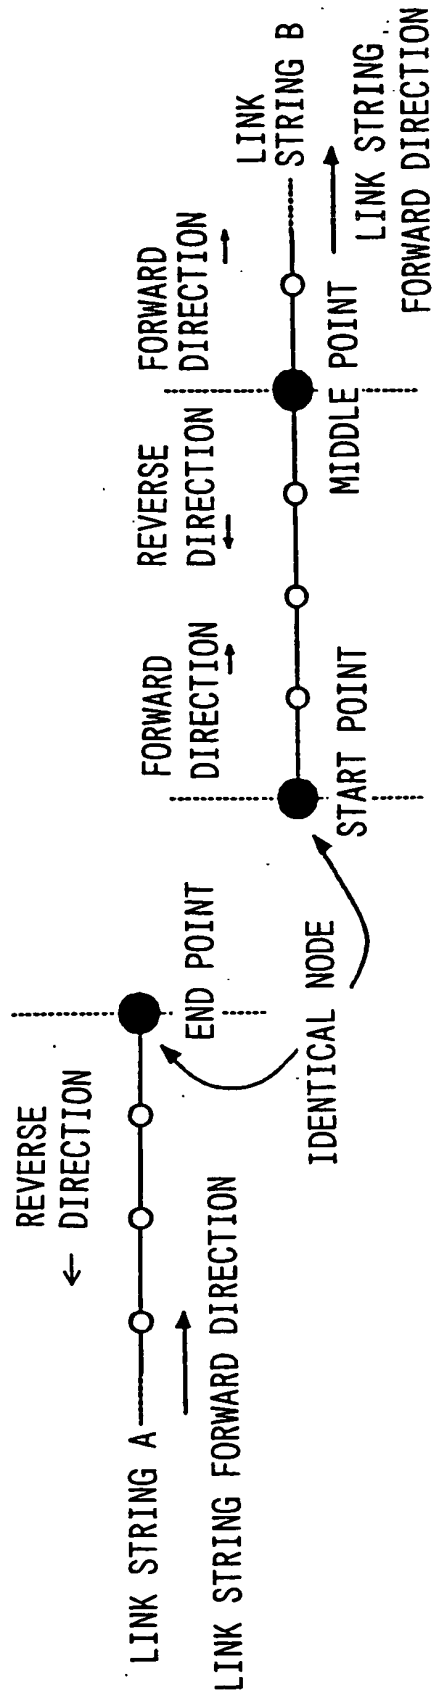 REVERSE
DIRECTION
LINK STRING A
LINK STRING FORWARD DIRECTION
END POINT
IDENTICAL NODE
FORWARD
DIRECTION
REVERSE
DIRECTION
FORWARD
DIRECTION
START POINT
MIDDLE POINT
LINK
STRING B
LINK STRING
FORWARD DIRECTION